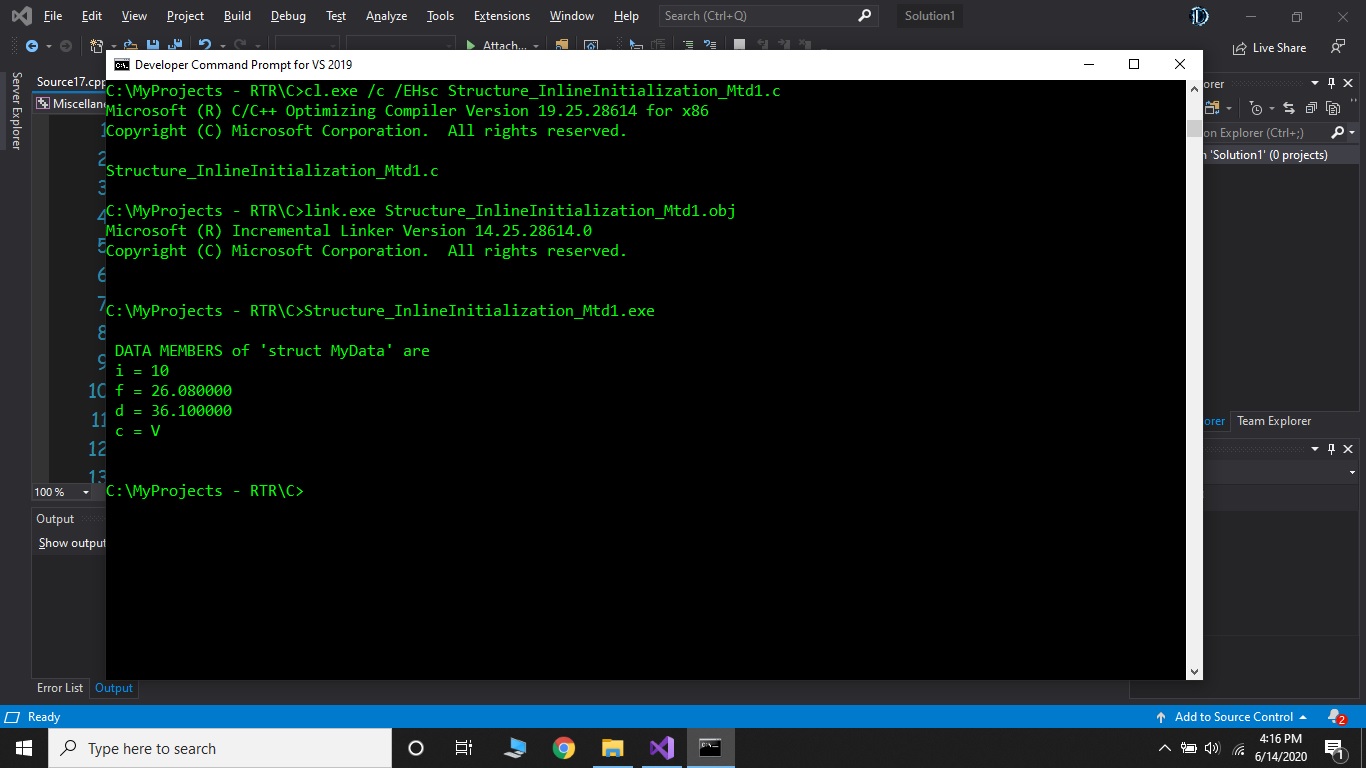 File Edit View Project Build Debug Test Analyze Tools Extensions Window Help Search (Ctrl+Q) Solution1
Attach... Live Share
Developer Command Prompt for VS 2019
Server Explorer
Source17.cpp
Miscellane
1
2
3
4
5
6
7
8
9
10
11
12
13
100 %
Output
Show output
C:\MyProjects - RTR\C>cl.exe /c /EHsc Structure_InlineInitialization_Mtd1.c
Microsoft (R) C/C++ Optimizing Compiler Version 19.25.28614 for x86
Copyright (C) Microsoft Corporation.  All rights reserved.
Structure_InlineInitialization_Mtd1.c
C:\MyProjects - RTR\C>link.exe Structure_InlineInitialization_Mtd1.obj
Microsoft (R) Incremental Linker Version 14.25.28614.0
Copyright (C) Microsoft Corporation.  All rights reserved.
C:\MyProjects - RTR\C>Structure_InlineInitialization_Mtd1.exe
DATA MEMBERS of 'struct MyData' are
i = 10
f = 26.080000
d = 36.100000
c = V
C:\MyProjects - RTR\C>
orer
on Explorer (Ctrl+;)
n 'Solution1' (0 projects)
orer Team Explorer
Error List Output
Ready Add to Source Control 2
Type here to search
4:16 PM
6/14/2020
1